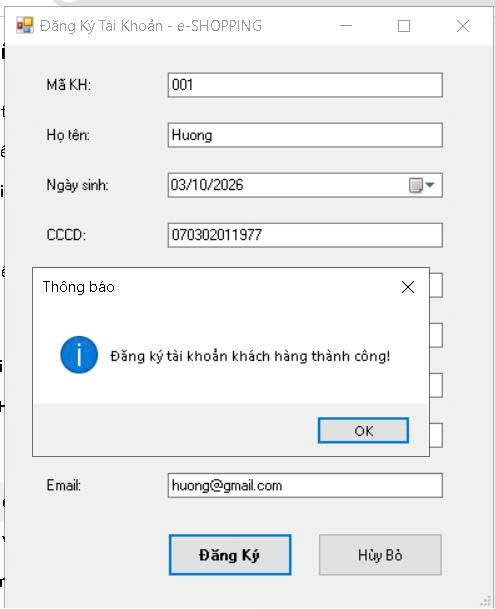 Đăng Ký Tài Khoản - e-SHOPPING
Mã KH: 001
Họ tên: Huong
Ngày sinh: 03/10/2026
CCCD: 070302011977
Thông báo
Đăng ký tài khoản khách hàng thành công!
OK
Email: huong@gmail.com
Đăng Ký Hủy Bỏ